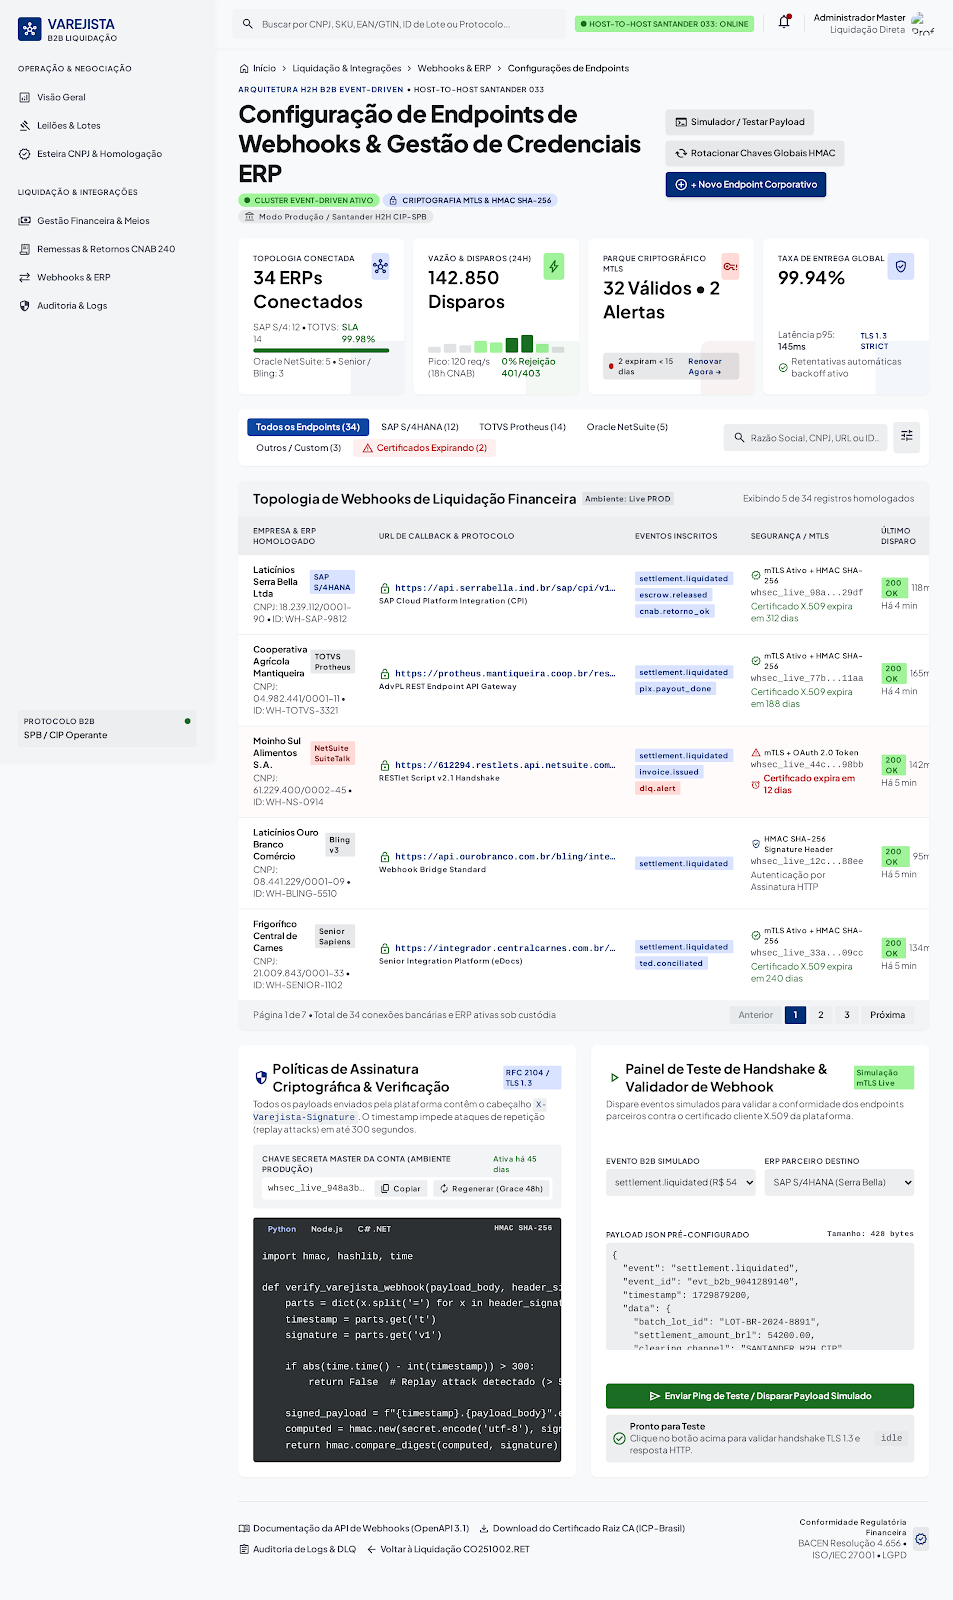 VAREJISTA
B2B LIQUIDAÇÃO
OPERAÇÃO & NEGOCIAÇÃO
Visão Geral
Leilões & Lotes
Esteira CNPJ & Homologação
LIQUIDAÇÃO & INTEGRAÇÕES
Gestão Financeira & Meios
Remessas & Retornos CNAB 240
Webhooks & ERP
Auditoria & Logs
PROTOCOLO B2B
SPB / CIP Operante
Buscar por CNPJ, SKU, EAN/GTIN, ID de Lote ou Protocolo...
HOST-TO-HOST SANTANDER 033: ONLINE
Administrador Master
Liquidação Direta
Prof
Início > Liquidação & Integrações > Webhooks & ERP > Configurações de Endpoints
ARQUITETURA H2H B2B EVENT-DRIVEN • HOST-TO-HOST SANTANDER 033
Configuração de Endpoints de
Webhooks & Gestão de Credenciais
ERP
CLUSTER EVENT-DRIVEN ATIVO
CRIPTOGRAFIA MTLS & HMAC SHA-256
Modo Produção / Santander H2H CIP-SPB
Simulador / Testar Payload
Rotacionar Chaves Globais HMAC
+ Novo Endpoint Corporativo
TOPOLOGIA CONECTADA
34 ERPs
Conectados
SAP S/4: 12 • TOTVS: 14
SLA 99.98%
Oracle NetSuite: 5 • Senior /
Bling: 3
VAZÃO & DISPAROS (24H)
142.850
Disparos
Pico: 120 req/s
(18h CNAB)
0% Rejeição
401/403
PARQUE CRIPTOGRÁFICO
MTLS
32 Válidos • 2
Alertas
2 expiram < 15
dias
Renovar
Agora →
TAXA DE ENTREGA GLOBAL
99.94%
Latência p95:
145ms
TLS 1.3
STRICT
Retentativas automáticas
backoff ativo
Todos os Endpoints (34)
SAP S/4HANA (12)
TOTVS Protheus (14)
Oracle NetSuite (5)
Outros / Custom (3)
Certificados Expirando (2)
Razão Social, CNPJ, URL ou ID...
Topologia de Webhooks de Liquidação Financeira
Ambiente: Live PROD
Exibindo 5 de 34 registros homologados
EMPRESA & ERP
HOMOLOGADO
URL DE CALLBACK & PROTOCOLO
EVENTOS INSCRITOS
SEGURANÇA / MTLS
ÚLTIMO
DISPARO
Laticínios
Serra Bella
Ltda
SAP
S/4HANA
CNPJ: 18.239.112/0001-
90 • ID: WH-SAP-9812
https://api.serrabella.ind.br/sap/cpi/v1…
SAP Cloud Platform Integration (CPI)
settlement.liquidated
escrow.released
cnab.retorno_ok
mTLS Ativo + HMAC SHA-
256
whsec_live_98a...29df
Certificado X.509 expira
em 312 dias
200
OK
118m
Há 4 min
Cooperativa
Agrícola
Mantiqueira
TOTVS
Protheus
CNPJ:
04.982.441/0001-11 •
ID: WH-TOTVS-3321
https://protheus.mantiqueira.coop.br/res…
AdvPL REST Endpoint API Gateway
settlement.liquidated
pix.payout_done
mTLS Ativo + HMAC SHA-
256
whsec_live_77b...11aa
Certificado X.509 expira
em 188 dias
200
OK
165m
Há 4 min
Moinho Sul
Alimentos
S.A.
NetSuite
SuiteTalk
CNPJ:
61.229.400/0002-45 •
ID: WH-NS-0914
https://612294.restlets.api.netsuite.com…
RESTlet Script v2.1 Handshake
settlement.liquidated
invoice.issued
dlq.alert
mTLS + OAuth 2.0 Token
whsec_live_44c...98bb
Certificado expira em
12 dias
200
OK
142m
Há 5 min
Laticínios Ouro
Branco
Comércio
Bling
v3
CNPJ:
08.441.229/0001-09 •
ID: WH-BLING-5510
https://api.ourobranco.com.br/bling/inte…
Webhook Bridge Standard
settlement.liquidated
HMAC SHA-256
Signature Header
whsec_live_12c...88ee
Autenticação por
Assinatura HTTP
200
OK
95m
Há 5 min
Frigorífico
Central de
Carnes
Senior
Sapiens
CNPJ:
21.009.843/0001-33 •
ID: WH-SENIOR-1102
https://integrador.centralcarnes.com.br/…
Senior Integration Platform (eDocs)
settlement.liquidated
ted.conciliated
mTLS Ativo + HMAC SHA-
256
whsec_live_33a...09cc
Certificado X.509 expira
em 240 dias
200
OK
134m
Há 5 min
Página 1 de 7 • Total de 34 conexões bancárias e ERP ativas sob custódia
Anterior 1 2 3 Próxima
Políticas de Assinatura
Criptográfica & Verificação
RFC 2104 /
TLS 1.3
Todos os payloads enviados pela plataforma contêm o cabeçalho X-
Varejista-Signature. O timestamp impede ataques de repetição
(replay attacks) em até 300 segundos.
CHAVE SECRETA MASTER DA CONTA (AMBIENTE
PRODUÇÃO)
Ativa há 45
dias
whsec_live_948a3b…
Copiar
Regenerar (Grace 48h)
Python Node.js C# .NET HMAC SHA-256
import hmac, hashlib, time
def verify_varejista_webhook(payload_body, header_si
parts = dict(x.split('=') for x in header_signat
timestamp = parts.get('t')
signature = parts.get('v1')
if abs(time.time() - int(timestamp)) > 300:
return False # Replay attack detectado (> 5
signed_payload = f"{timestamp}.{payload_body}".e
computed = hmac.new(secret.encode('utf-8'), sign
return hmac.compare_digest(computed, signature)
Painel de Teste de Handshake &
Validador de Webhook
Simulação
mTLS Live
Dispare eventos simulados para validar a conformidade dos endpoints
parceiros contra o certificado cliente X.509 da plataforma.
EVENTO B2B SIMULADO
settlement.liquidated (R$ 54
ERP PARCEIRO DESTINO
SAP S/4HANA (Serra Bella)
PAYLOAD JSON PRÉ-CONFIGURADO
Tamanho: 428 bytes
{
"event": "settlement.liquidated",
"event_id": "evt_b2b_9041289140",
"timestamp": 1729879200,
"data": {
"batch_lot_id": "LOT-BR-2024-8891",
"settlement_amount_brl": 54200.00,
"clearing_channel": "SANTANDER_H2H_CIP"
Enviar Ping de Teste / Disparar Payload Simulado
Pronto para Teste
Clique no botão acima para validar handshake TLS 1.3 e
resposta HTTP.
idle
Documentação da API de Webhooks (OpenAPI 3.1)
Download do Certificado Raiz CA (ICP-Brasil)
Auditoria de Logs & DLQ
Voltar à Liquidação CO251002.RET
Conformidade Regulatória
Financeira
BACEN Resolução 4.656 •
ISO/IEC 27001 • LGPD